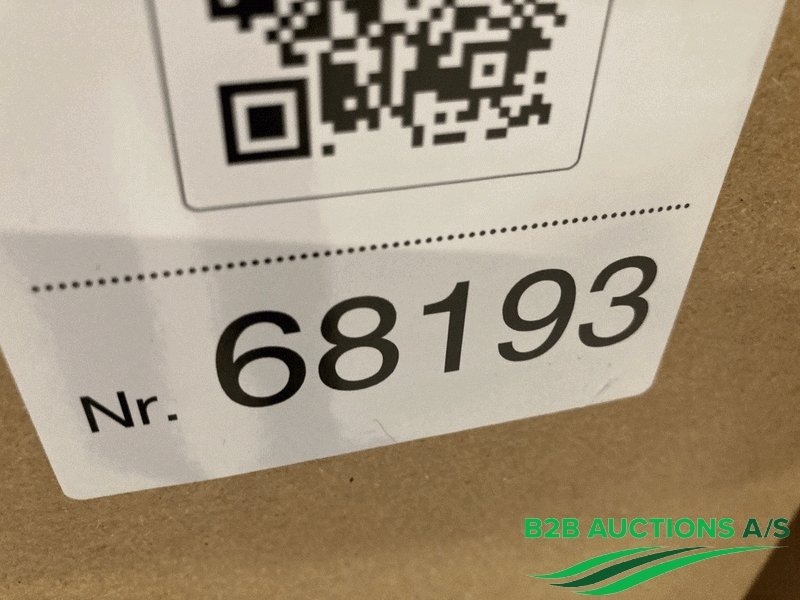 Nr. 68193
B2B AUCTIONS A/S